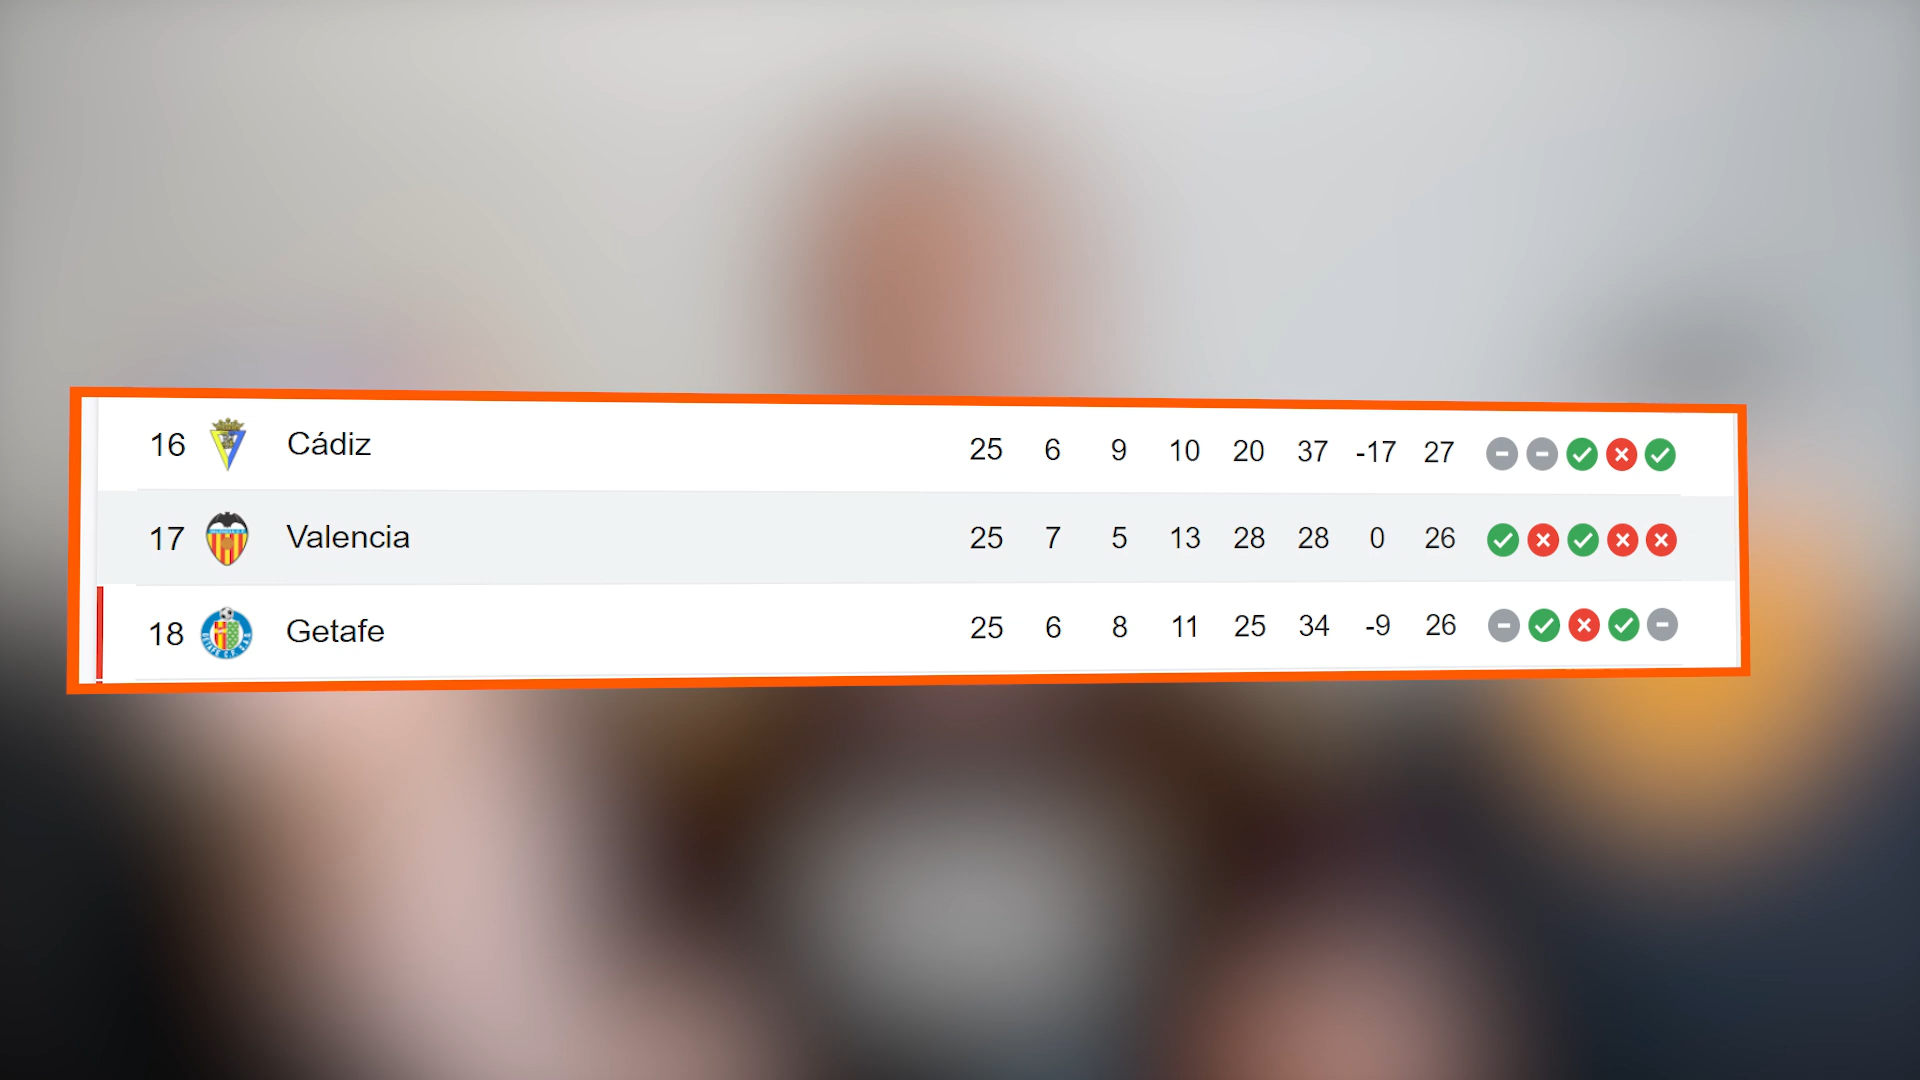 16 Cádiz 25 6 9 10 20 37 -17 27
17 Valencia 25 7 5 13 28 28 0 26
18 Getafe 25 6 8 11 25 34 -9 26